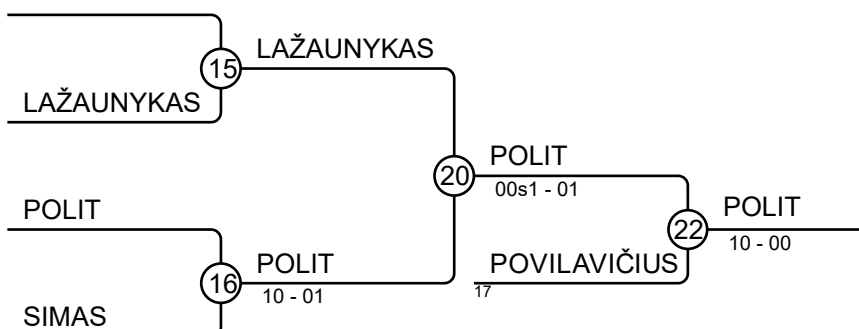 15
LAŽAUNYKAS
LAŽAUNYKAS
20
POLIT
00s1 - 01
POLIT
22
POLIT
10 - 00
16
POLIT
10 - 01
POVILAVIČIUS
17
SIMAS